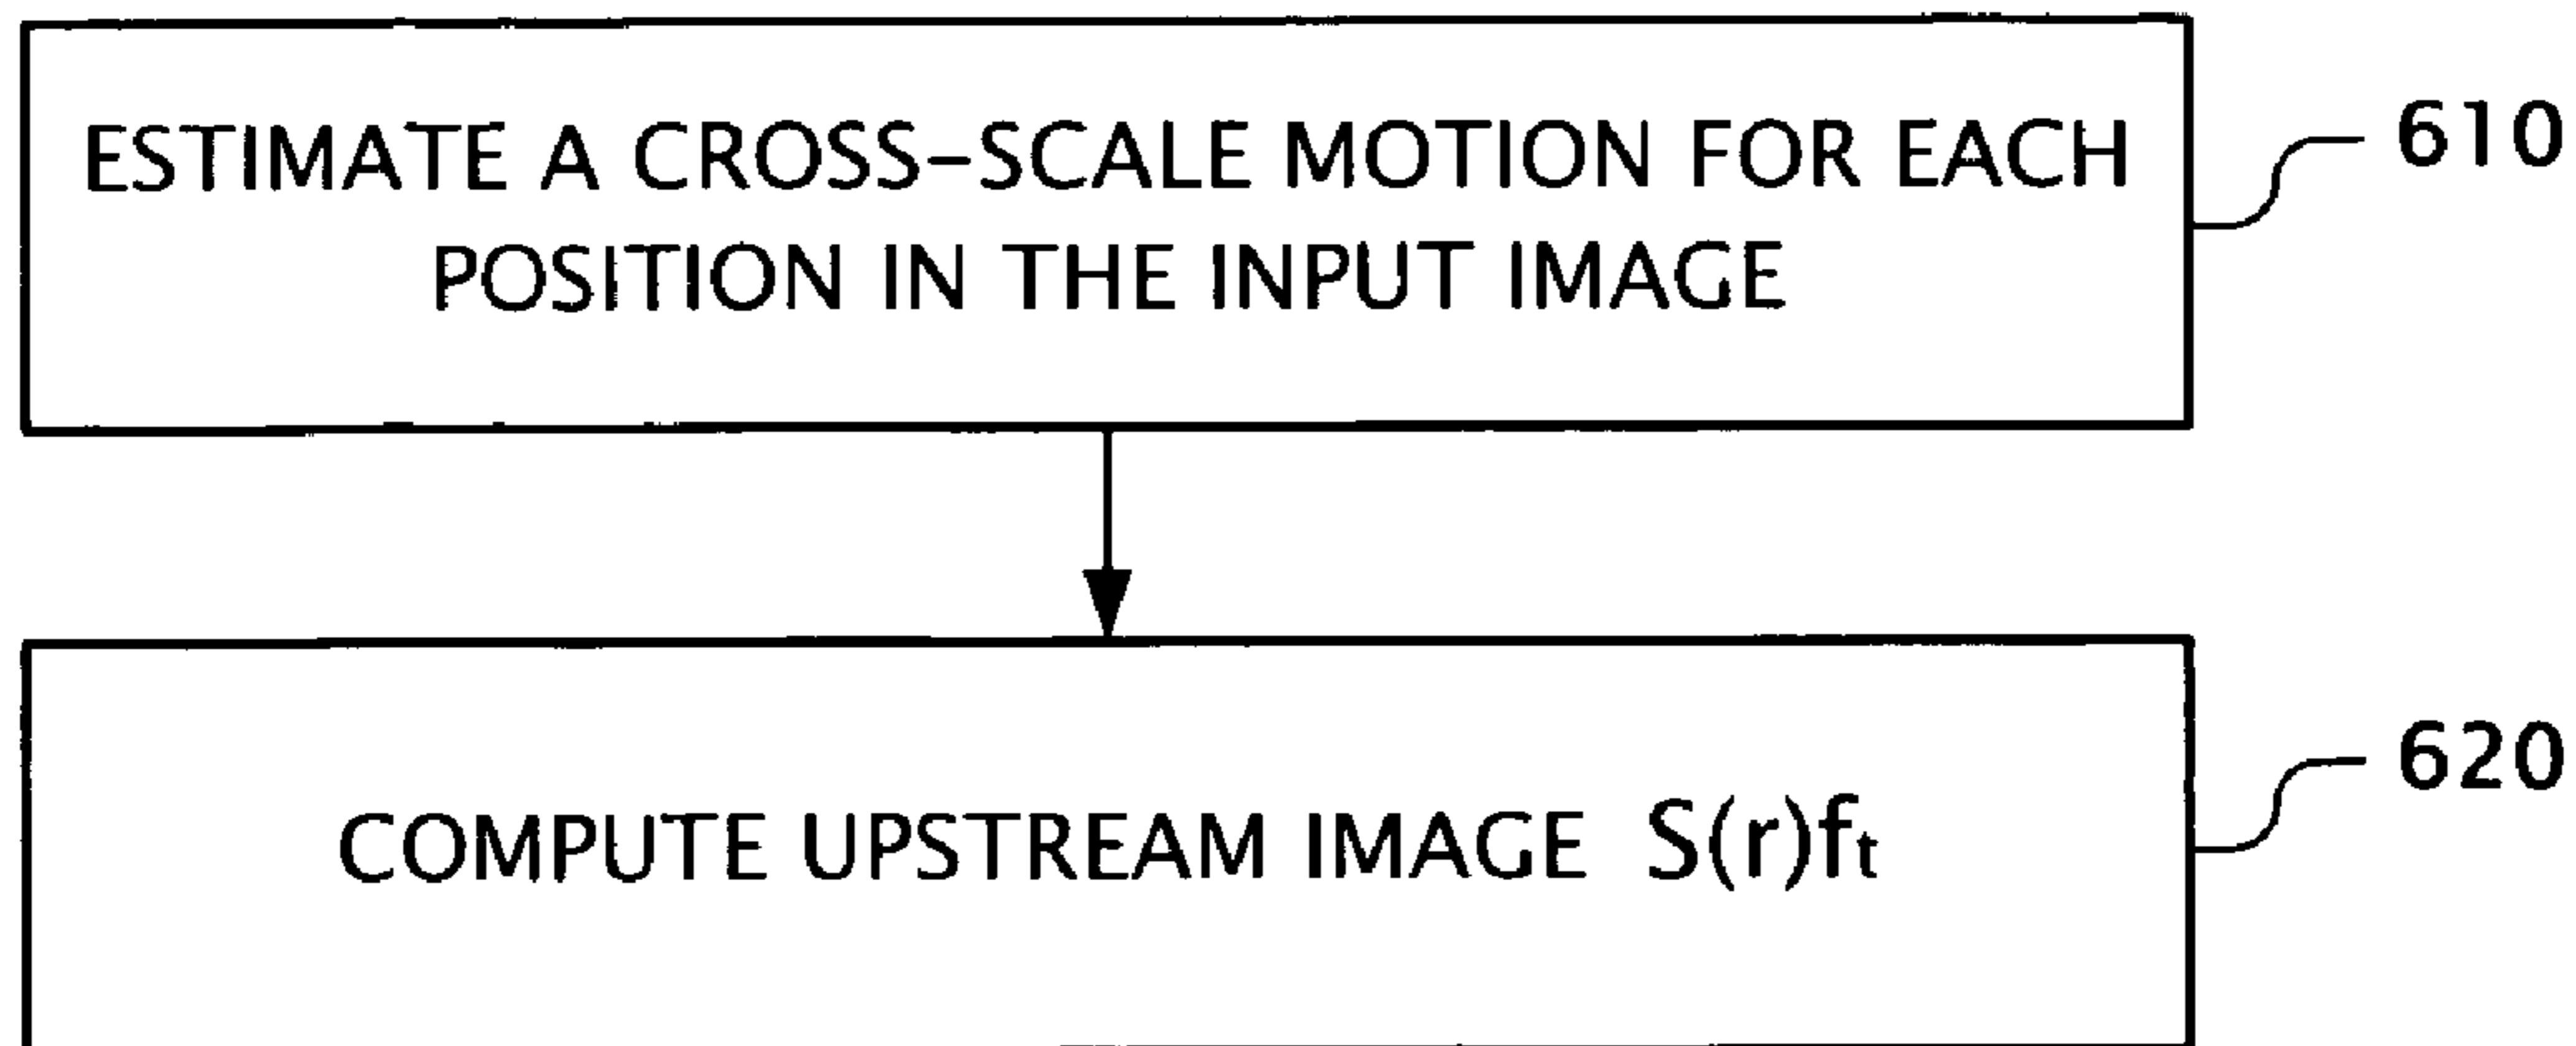 ESTIMATE A CROSS-SCALE MOTION FOR EACH
POSITION IN THE INPUT IMAGE
610
COMPUTE UPSTREAM IMAGE S(r)fₜ
620